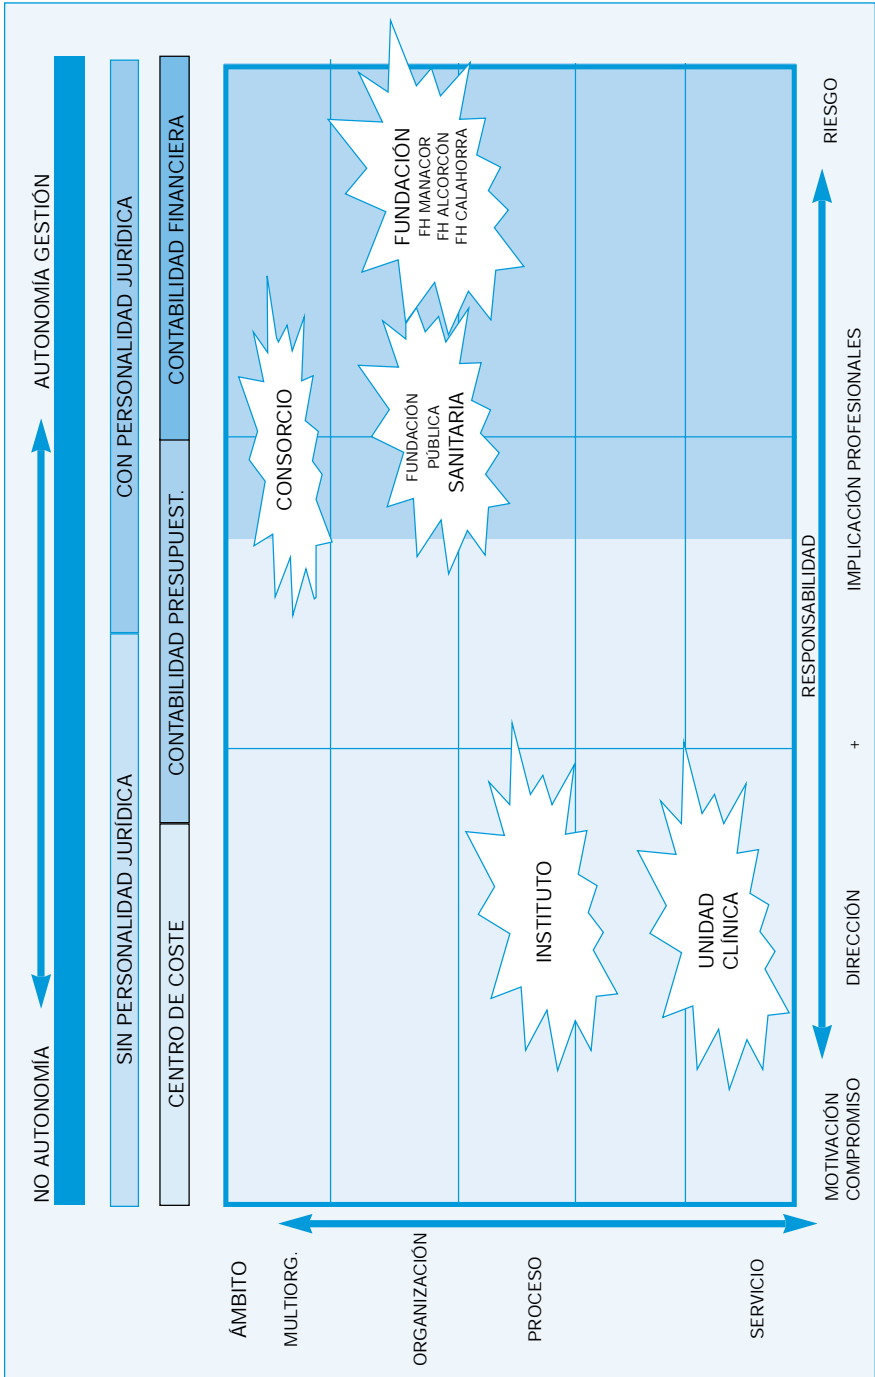 NO AUTONOMÍA
AUTONOMÍA GESTIÓN
SIN PERSONALIDAD JURÍDICA
CON PERSONALIDAD JURÍDICA
CENTRO DE COSTE
CONTABILIDAD PRESUPUEST.
CONTABILIDAD FINANCIERA
ÁMBITO
MULTIORG.
CONSORCIO
ORGANIZACIÓN
FUNDACIÓN
PÚBLICA
SANITARIA
FUNDACIÓN
FH MANACOR
FH ALCORCÓN
FH CALAHORRA
PROCESO
INSTITUTO
SERVICIO
UNIDAD
CLÍNICA
RESPONSABILIDAD
MOTIVACIÓN
COMPROMISO
DIRECCIÓN
+
IMPLICACIÓN PROFESIONALES
RIESGO